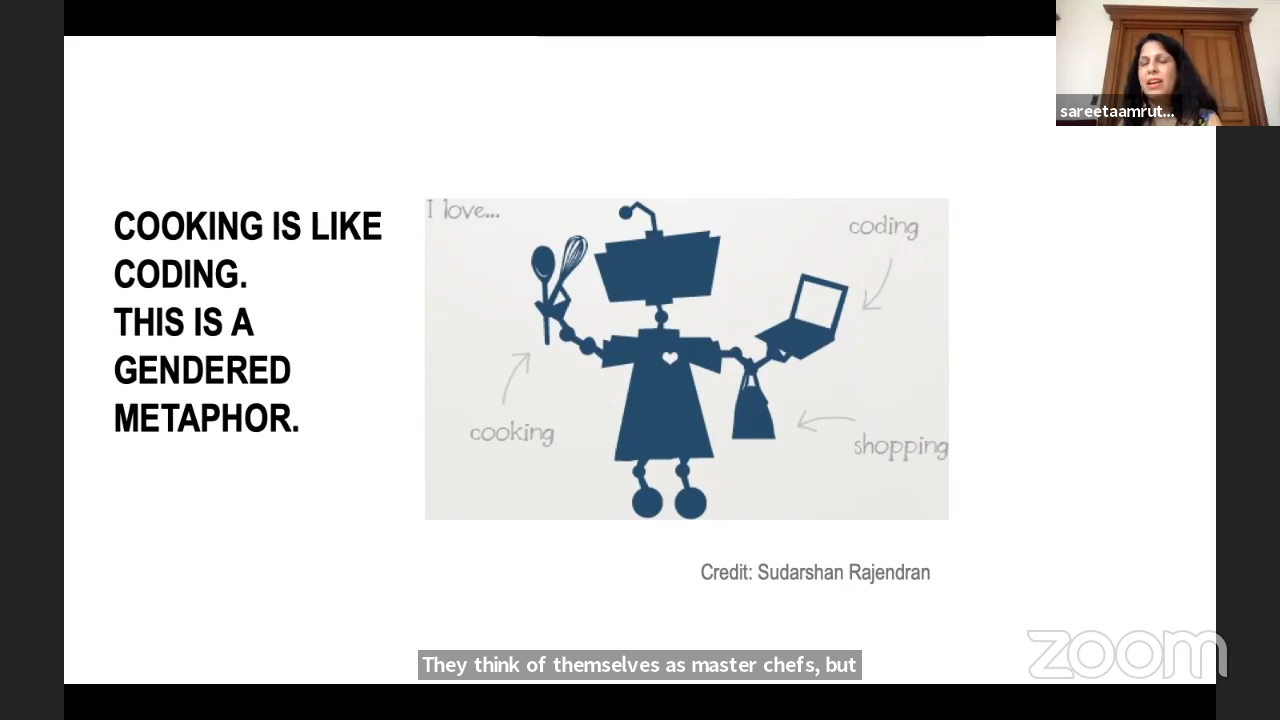 sareetaamrut...
COOKING IS LIKE
CODING.
THIS IS A
GENDERED
METAPHOR.
I love...
coding
cooking
shopping
Credit: Sudarshan Rajendran
They think of themselves as master chefs, but
zoom